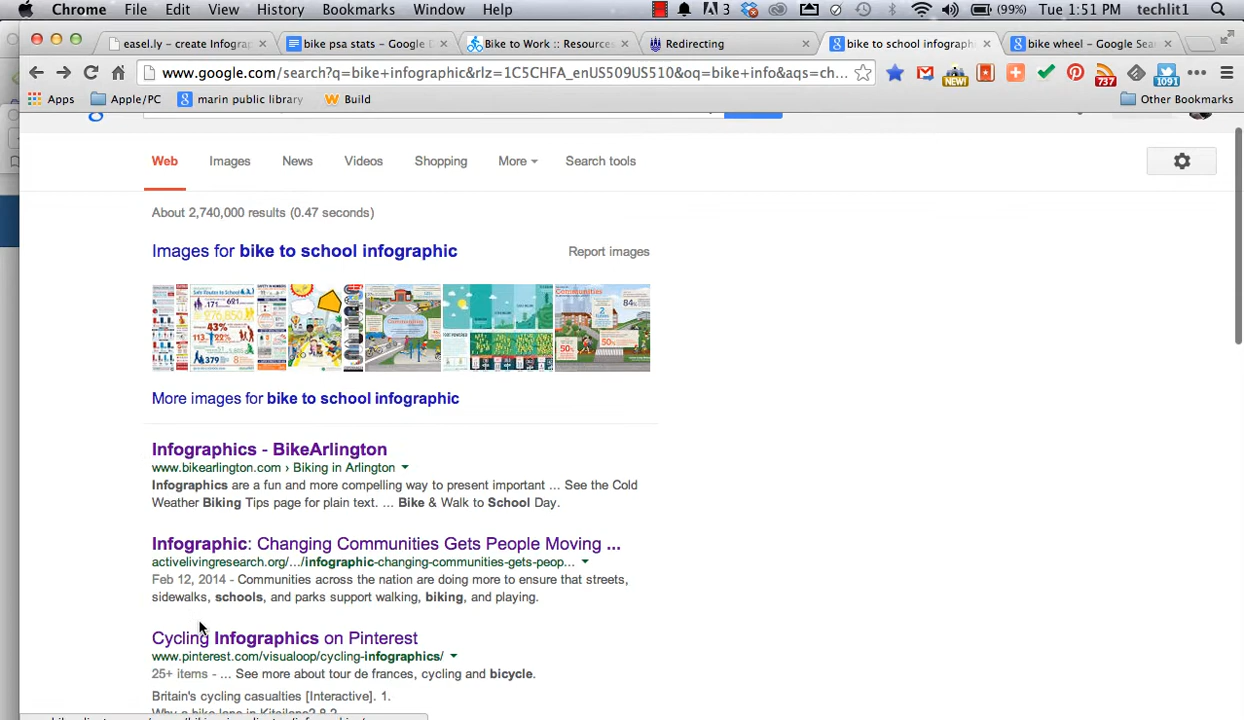 Chrome File Edit View History Bookmarks Window Help 3 (99%) Tue 1:51 PM techlit1
easel.ly - create Infograp × bike psa stats - Google D × Bike to Work :: Resources × Redirecting × bike to school infographi × bike wheel - Google Sea ×
www.google.com/search?q=bike+infographic&rlz=1C5CHFA_enUS509US510&oq=bike+info&aqs=ch... NEW! 737 1091
Apps Apple/PC marin public library Build Other Bookmarks
Web Images News Videos Shopping More Search tools
About 2,740,000 results (0.47 seconds)
Images for bike to school infographic Report images
More images for bike to school infographic
Infographics - BikeArlington
www.bikearlington.com › Biking in Arlington
Infographics are a fun and more compelling way to present important ... See the Cold
Weather Biking Tips page for plain text. ... Bike & Walk to School Day.
Infographic: Changing Communities Gets People Moving ...
activelivingresearch.org/.../infographic-changing-communities-gets-peop...
Feb 12, 2014 - Communities across the nation are doing more to ensure that streets,
sidewalks, schools, and parks support walking, biking, and playing.
Cycling Infographics on Pinterest
www.pinterest.com/visualoop/cycling-infographics/
25+ items - ... See more about tour de frances, cycling and bicycle.
Britain's cycling casualties [Interactive]. 1.